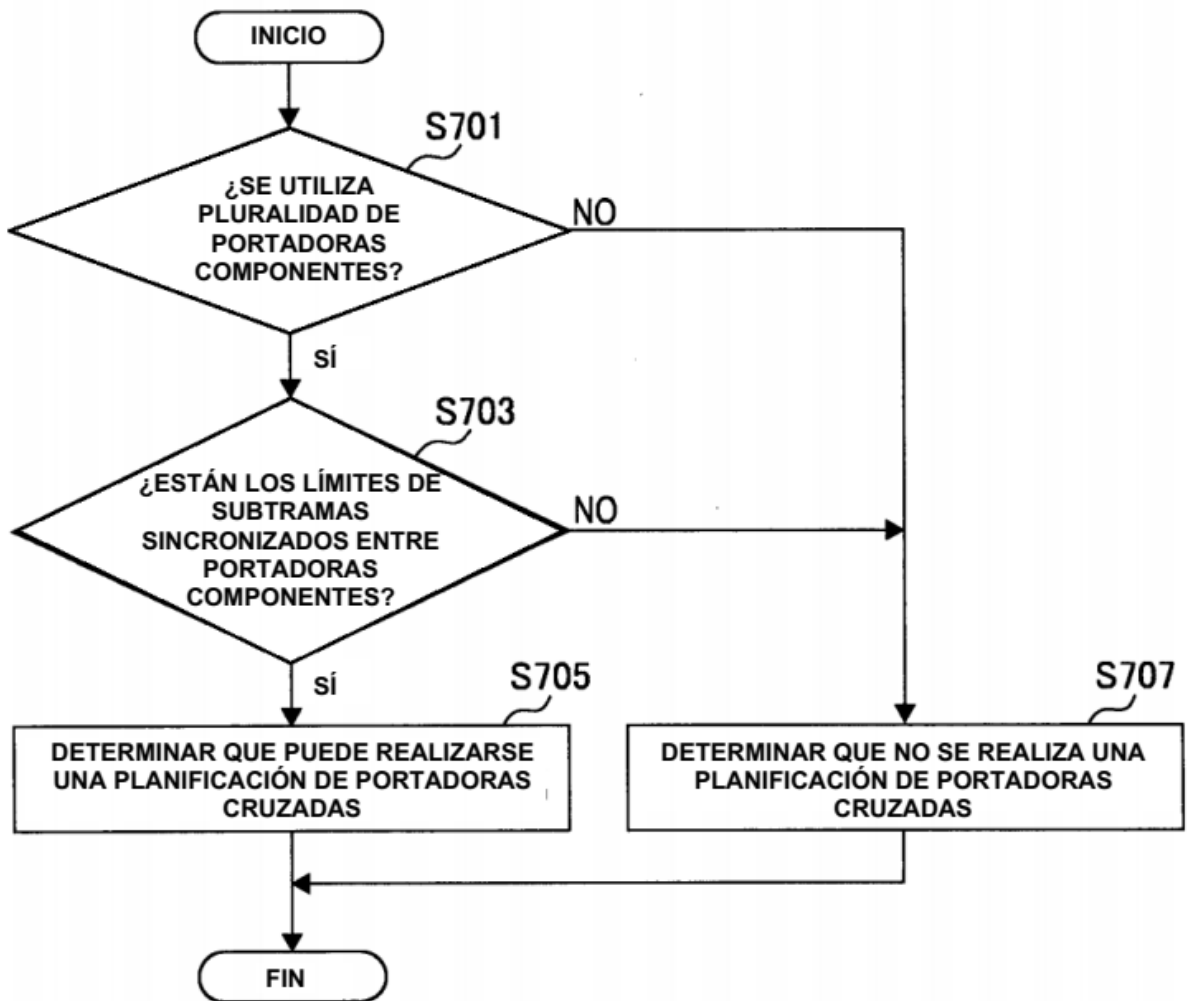 INICIO
S701
¿SE UTILIZA
PLURALIDAD DE
PORTADORAS
COMPONENTES?
NO
SÍ
S703
¿ESTÁN LOS LÍMITES DE
SUBTRAMAS
SINCRONIZADOS ENTRE
PORTADORAS
COMPONENTES?
NO
SÍ
S705
DETERMINAR QUE PUEDE REALIZARSE
UNA PLANIFICACIÓN DE PORTADORAS
CRUZADAS
S707
DETERMINAR QUE NO SE REALIZA UNA
PLANIFICACIÓN DE PORTADORAS
CRUZADAS
FIN